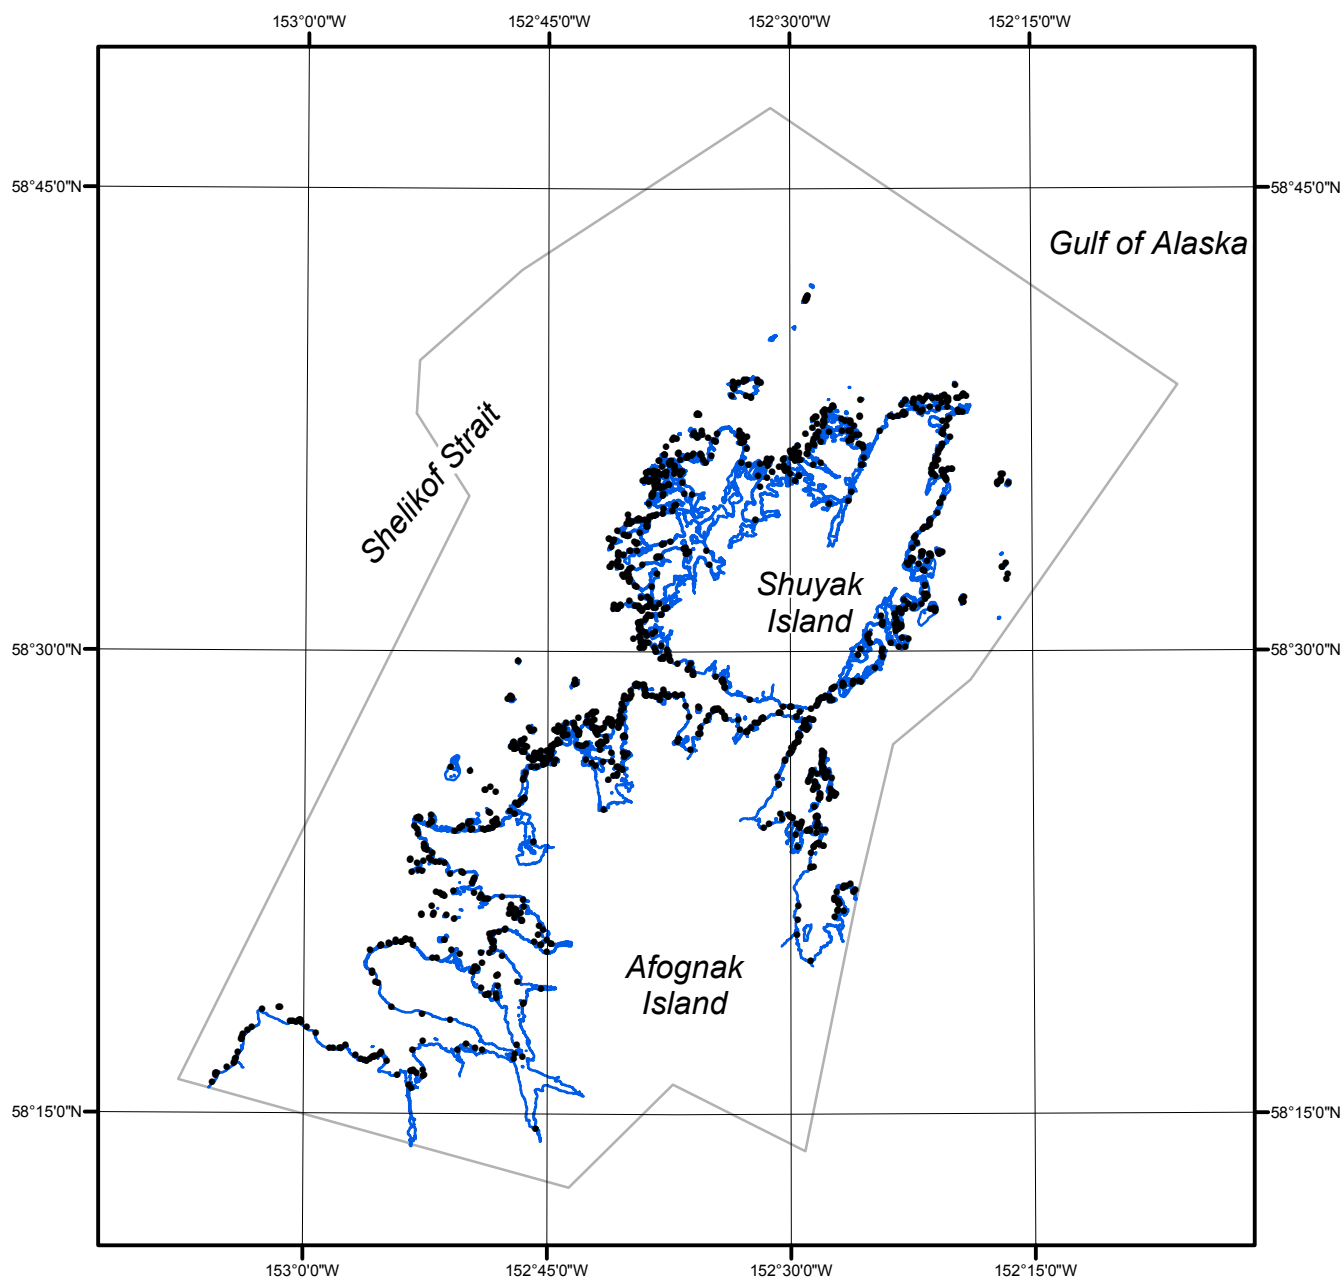 153°0'0"W 152°45'0"W 152°30'0"W 152°15'0"W
58°45'0"N 58°45'0"N
Gulf of Alaska
Shelikof Strait
Shuyak
Island
58°30'0"N 58°30'0"N
Afognak
Island
58°15'0"N 58°15'0"N
153°0'0"W 152°45'0"W 152°30'0"W 152°15'0"W